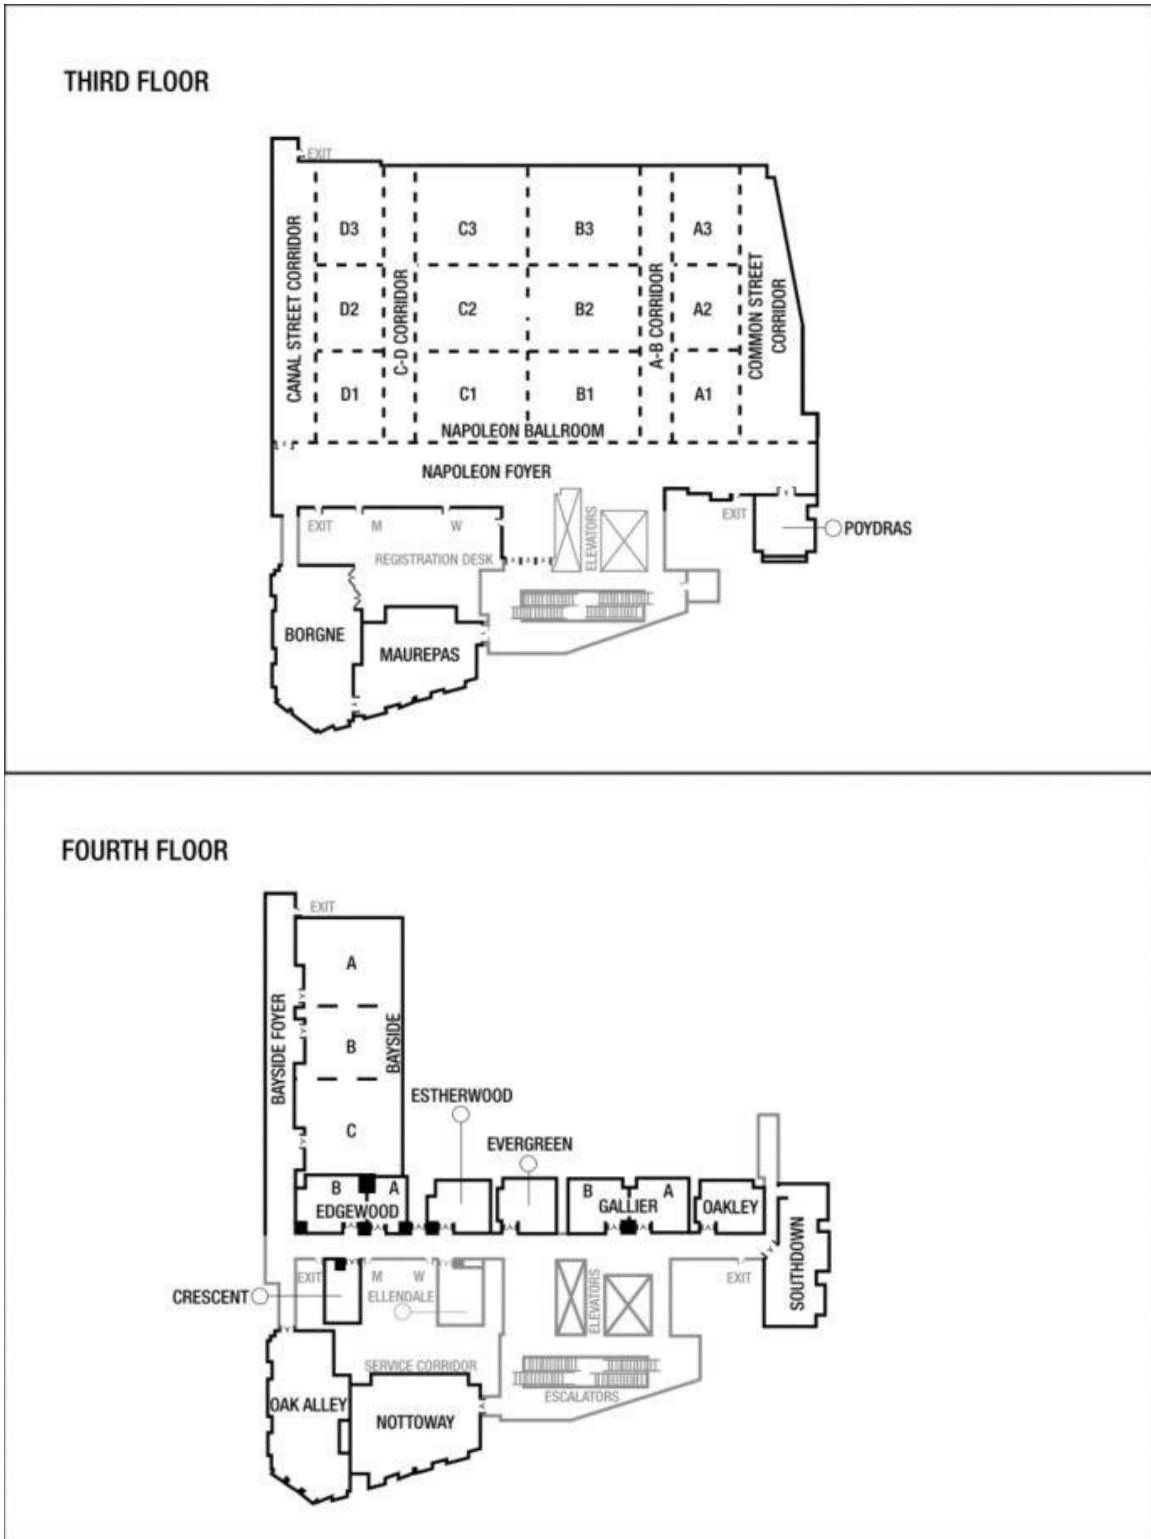 THIRD FLOOR
EXIT
CANAL STREET CORRIDOR
D3
C-D CORRIDOR
C3
B3
A-B CORRIDOR
A3
COMMON STREET
CORRIDOR
D2
C2
B2
A2
D1
C1
B1
A1
NAPOLEON BALLROOM
NAPOLEON FOYER
EXIT
M
W
REGISTRATION DESK
ELEVATORS
EXIT
POYDRAS
BORGNE
MAUREPAS
FOURTH FLOOR
EXIT
BAYSIDE FOYER
A
B
BAYSIDE
C
ESTHERWOOD
EVERGREEN
B
A
EDGEWOOD
B
A
GALLIER
OAKLEY
SOUTHDOWN
CRESCENT
EXIT
M
W
ELLENDALE
ELEVATORS
EXIT
SERVICE CORRIDOR
ESCALATORS
OAK ALLEY
NOTTOWAY